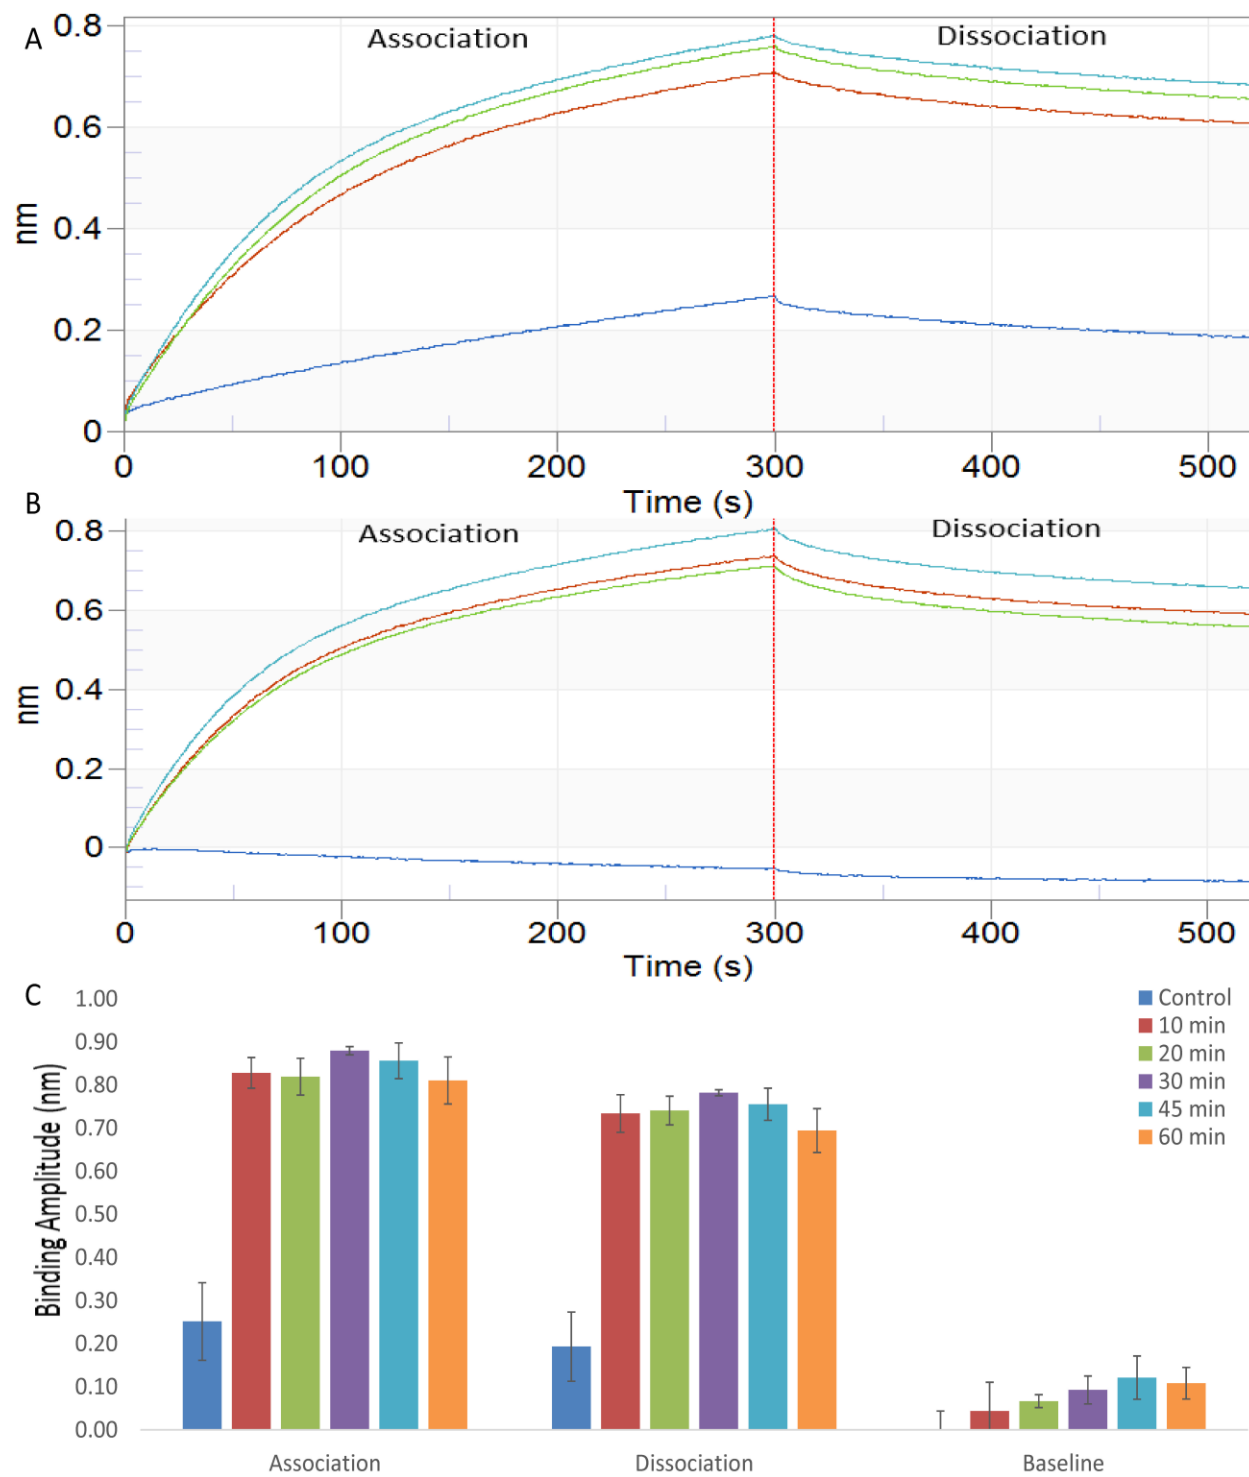 A
Association
Dissociation
0.8
0.6
0.4
0.2
0
nm
0 100 200 300 400 500
Time (s)
B
Association
Dissociation
0.8
0.6
0.4
0.2
0
nm
0 100 200 300 400 500
Time (s)
C
1.00
0.90
0.80
0.70
0.60
0.50
0.40
0.30
0.20
0.10
0.00
Binding Amplitude (nm)
Control
10 min
20 min
30 min
45 min
60 min
Association Dissociation Baseline